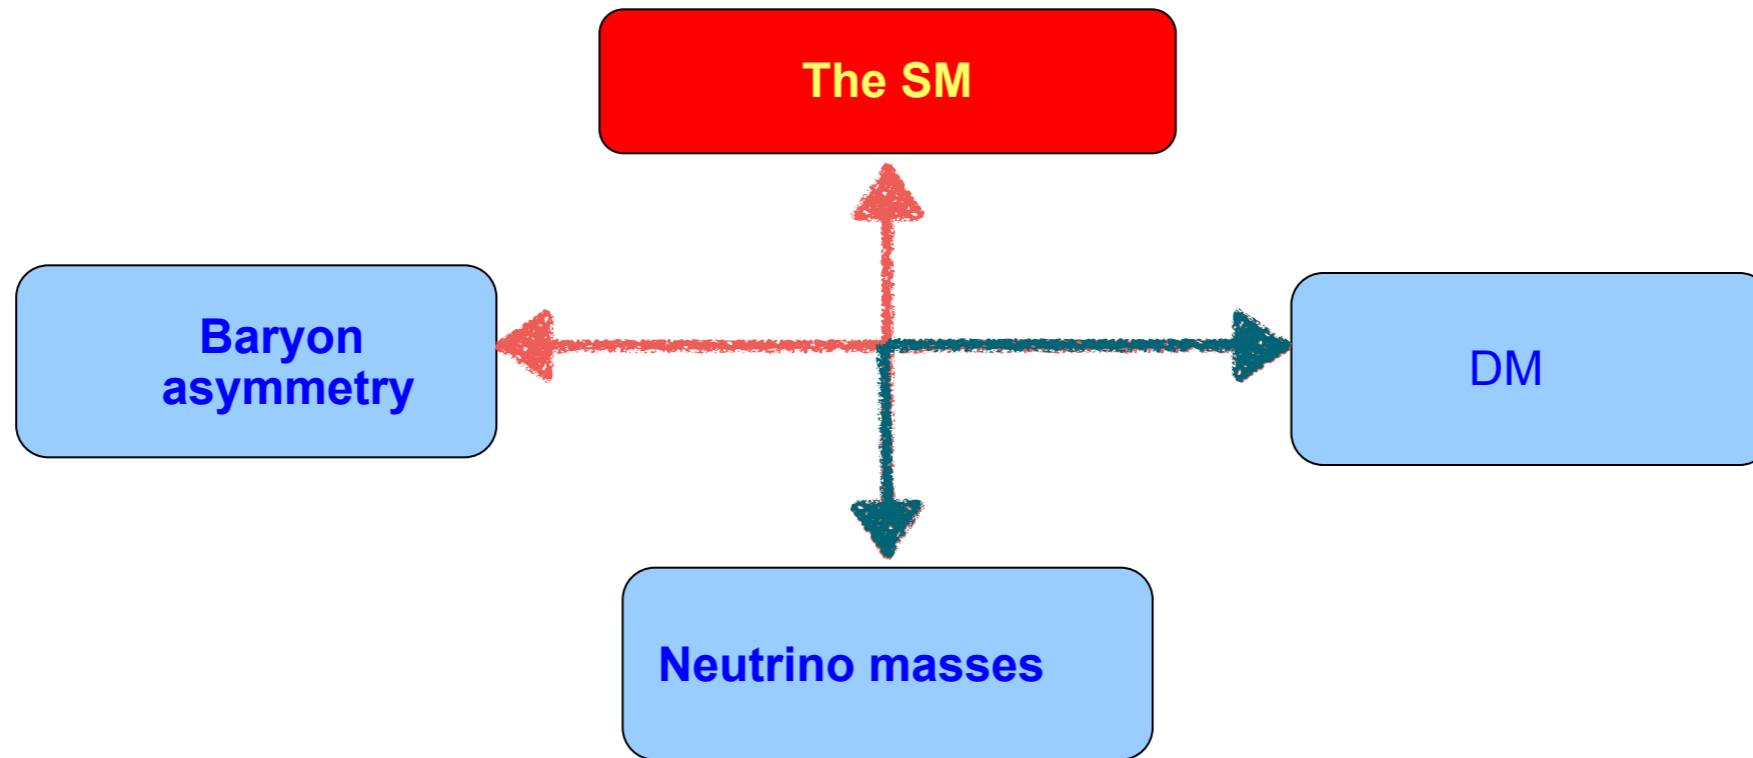 The SM
Baryon
asymmetry
DM
Neutrino masses